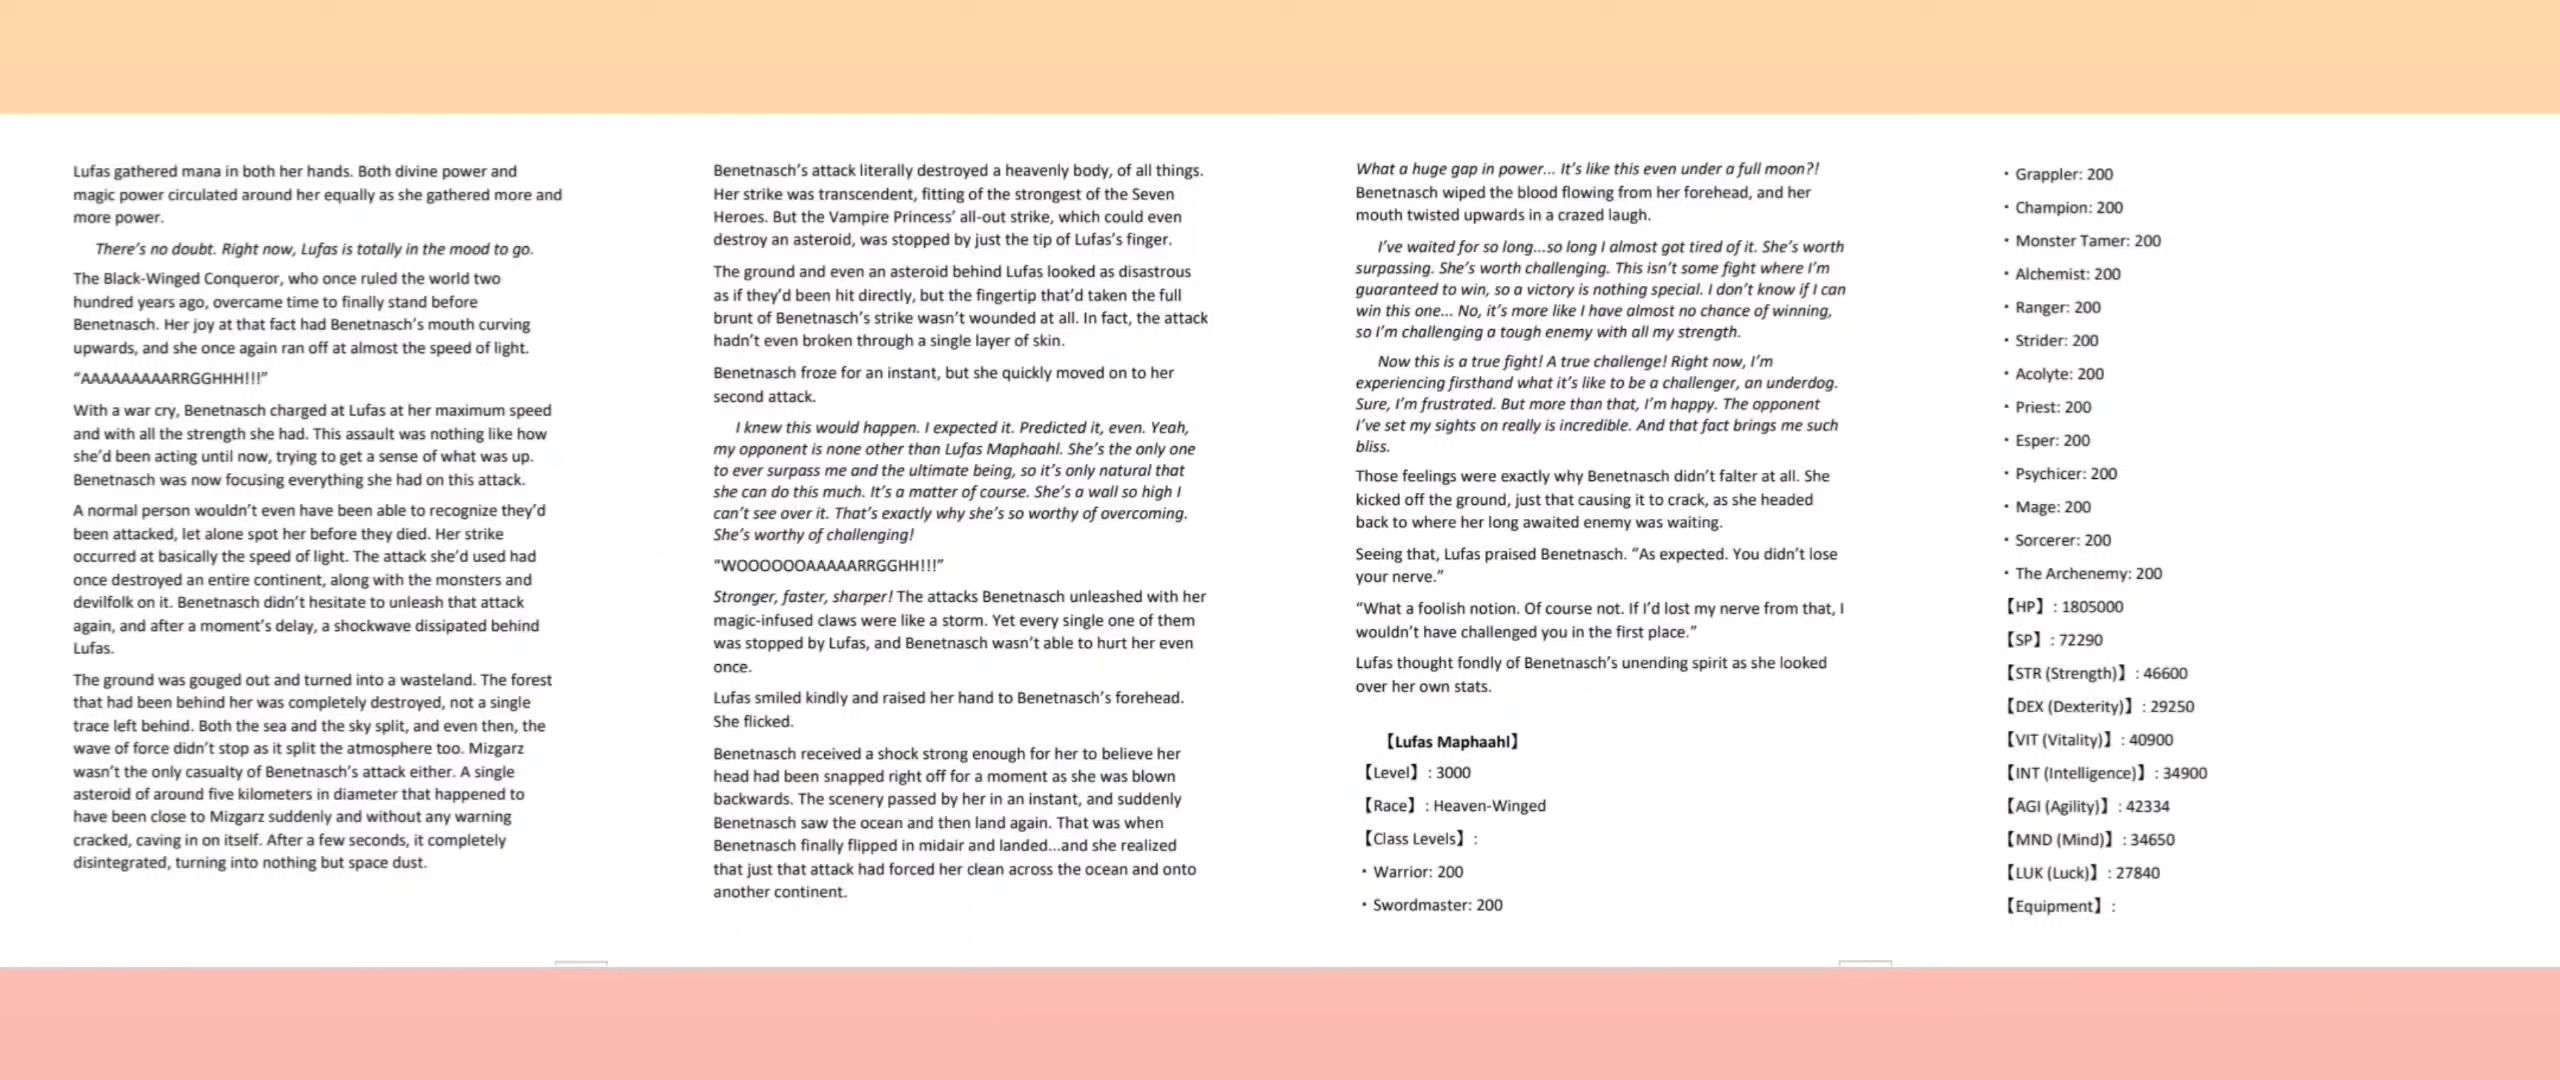 Lufas gathered mana in both her hands. Both divine power and
magic power circulated around her equally as she gathered more and
more power.
There's no doubt. Right now, Lufas is totally in the mood to go.
The Black-Winged Conqueror, who once ruled the world two
hundred years ago, overcame time to finally stand before
Benetnasch. Her joy at that fact had Benetnasch's mouth curving
upwards, and she once again ran off at almost the speed of light.
“AAAAAAAAARRGGHHH!!!”
With a war cry, Benetnasch charged at Lufas at her maximum speed
and with all the strength she had. This assault was nothing like how
she'd been acting until now, trying to get a sense of what was up.
Benetnasch was now focusing everything she had on this attack.
A normal person wouldn't even have been able to recognize they'd
been attacked, let alone spot her before they died. Her strike
occurred at basically the speed of light. The attack she'd used had
once destroyed an entire continent, along with the monsters and
devilfolk on it. Benetnasch didn't hesitate to unleash that attack
again, and after a moment's delay, a shockwave dissipated behind
Lufas.
The ground was gouged out and turned into a wasteland. The forest
that had been behind her was completely destroyed, not a single
trace left behind. Both the sea and the sky split, and even then, the
wave of force didn't stop as it split the atmosphere too. Mizgarz
wasn't the only casualty of Benetnasch's attack either. A single
asteroid of around five kilometers in diameter that happened to
have been close to Mizgarz suddenly and without any warning
cracked, caving in on itself. After a few seconds, it completely
disintegrated, turning into nothing but space dust.
Benetnasch's attack literally destroyed a heavenly body, of all things.
Her strike was transcendent, fitting of the strongest of the Seven
Heroes. But the Vampire Princess' all-out strike, which could even
destroy an asteroid, was stopped by just the tip of Lufas's finger.
The ground and even an asteroid behind Lufas looked as disastrous
as if they'd been hit directly, but the fingertip that'd taken the full
brunt of Benetnasch's strike wasn't wounded at all. In fact, the attack
hadn't even broken through a single layer of skin.
Benetnasch froze for an instant, but she quickly moved on to her
second attack.
I knew this would happen. I expected it. Predicted it, even. Yeah,
my opponent is none other than Lufas Maphaahl. She's the only one
to ever surpass me and the ultimate being, so it's only natural that
she can do this much. It's a matter of course. She's a wall so high I
can't see over it. That's exactly why she's so worthy of overcoming.
She's worthy of challenging!
“WOOOOOOAAAAARRGGHH!!!”
Stronger, faster, sharper! The attacks Benetnasch unleashed with her
magic-infused claws were like a storm. Yet every single one of them
was stopped by Lufas, and Benetnasch wasn't able to hurt her even
once.
Lufas smiled kindly and raised her hand to Benetnasch's forehead.
She flicked.
Benetnasch received a shock strong enough for her to believe her
head had been snapped right off for a moment as she was blown
backwards. The scenery passed by her in an instant, and suddenly
Benetnasch saw the ocean and then land again. That was when
Benetnasch finally flipped in midair and landed...and she realized
that just that attack had forced her clean across the ocean and onto
another continent.
What a huge gap in power... It's like this even under a full moon?!
Benetnasch wiped the blood flowing from her forehead, and her
mouth twisted upwards in a crazed laugh.
I've waited for so long...so long I almost got tired of it. She's worth
surpassing. She's worth challenging. This isn't some fight where I'm
guaranteed to win, so a victory is nothing special. I don't know if I can
win this one... No, it's more like I have almost no chance of winning,
so I'm challenging a tough enemy with all my strength.
Now this is a true fight! A true challenge! Right now, I'm
experiencing firsthand what it's like to be a challenger, an underdog.
Sure, I'm frustrated. But more than that, I'm happy. The opponent
I've set my sights on really is incredible. And that fact brings me such
bliss.
Those feelings were exactly why Benetnasch didn't falter at all. She
kicked off the ground, just that causing it to crack, as she headed
back to where her long awaited enemy was waiting.
Seeing that, Lufas praised Benetnasch. “As expected. You didn't lose
your nerve.”
“What a foolish notion. Of course not. If I'd lost my nerve from that, I
wouldn't have challenged you in the first place.”
Lufas thought fondly of Benetnasch's unending spirit as she looked
over her own stats.
【Lufas Maphaahl】
【Level】: 3000
【Race】: Heaven-Winged
【Class Levels】:
・Warrior: 200
・Swordmaster: 200
・Grappler: 200
・Champion: 200
・Monster Tamer: 200
・Alchemist: 200
・Ranger: 200
・Strider: 200
・Acolyte: 200
・Priest: 200
・Esper: 200
・Psychicer: 200
・Mage: 200
・Sorcerer: 200
・The Archenemy: 200
【HP】: 1805000
【SP】: 72290
【STR (Strength)】: 46600
【DEX (Dexterity)】: 29250
【VIT (Vitality)】: 40900
【INT (Intelligence)】: 34900
【AGI (Agility)】: 42334
【MND (Mind)】: 34650
【LUK (Luck)】: 27840
【Equipment】: